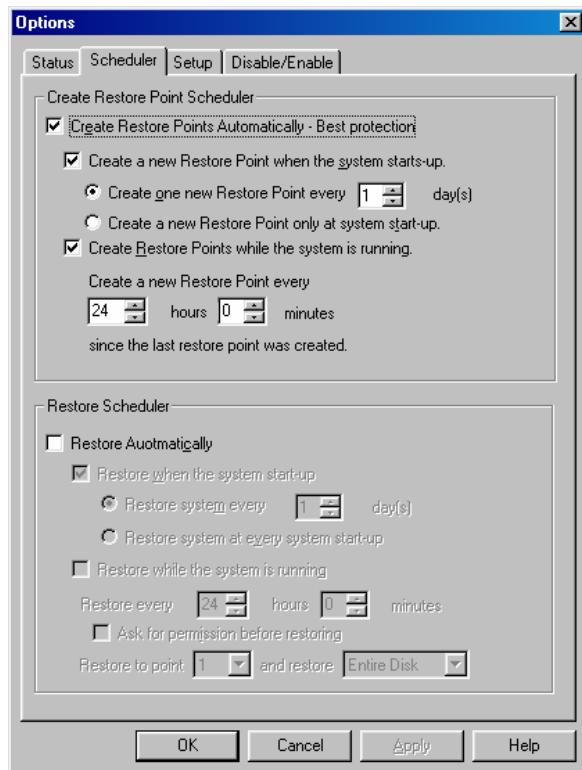 Options
Status Scheduler Setup Disable/Enable
Create Restore Point Scheduler
Create Restore Points Automatically - Best protection
Create a new Restore Point when the system starts-up.
Create one new Restore Point every 1 day(s)
Create a new Restore Point only at system start-up.
Create Restore Points while the system is running.
Create a new Restore Point every
24 hours 0 minutes
since the last restore point was created.
Restore Scheduler
Restore Auotmatically
Restore when the system start-up
Restore system every 1 day(s)
Restore system at every system start-up
Restore while the system is running
Restore every 24 hours 0 minutes
Ask for permission before restoring
Restore to point 1 and restore Entire Disk
OK Cancel Apply Help